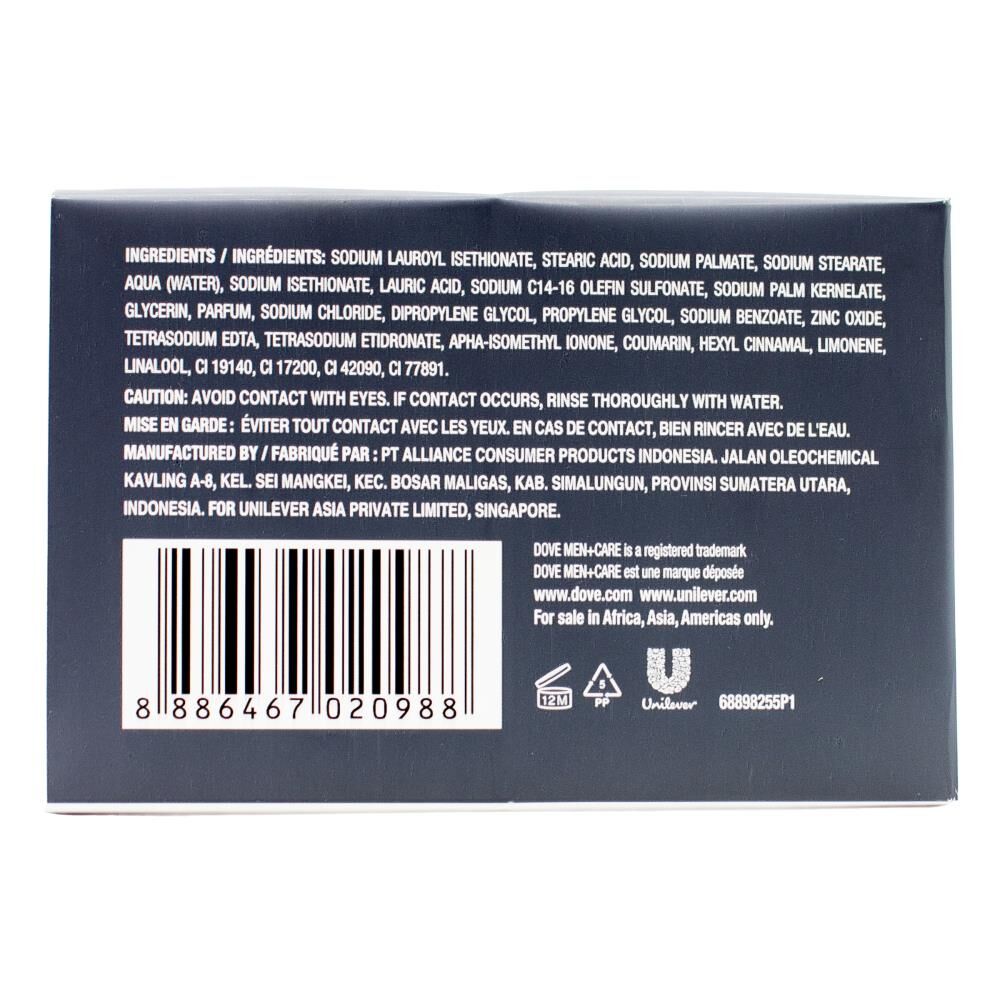 INGREDIENTS / INGRÉDIENTS: SODIUM LAUROYL ISETHIONATE, STEARIC ACID, SODIUM PALMATE, SODIUM STEARATE,
AQUA (WATER), SODIUM ISETHIONATE, LAURIC ACID, SODIUM C14-16 OLEFIN SULFONATE, SODIUM PALM KERNELATE,
GLYCERIN, PARFUM, SODIUM CHLORIDE, DIPROPYLENE GLYCOL, PROPYLENE GLYCOL, SODIUM BENZOATE, ZINC OXIDE,
TETRASODIUM EDTA, TETRASODIUM ETIDRONATE, APHA-ISOMETHYL IONONE, COUMARIN, HEXYL CINNAMAL, LIMONENE,
LINALOOL, CI 19140, CI 17200, CI 42090, CI 77891.
CAUTION: AVOID CONTACT WITH EYES. IF CONTACT OCCURS, RINSE THOROUGHLY WITH WATER.
MISE EN GARDE : ÉVITER TOUT CONTACT AVEC LES YEUX. EN CAS DE CONTACT, BIEN RINCER AVEC DE L'EAU.
MANUFACTURED BY / FABRIQUÉ PAR : PT ALLIANCE CONSUMER PRODUCTS INDONESIA. JALAN OLEOCHEMICAL
KAVLING A-8, KEL. SEI MANGKEI, KEC. BOSAR MALIGAS, KAB. SIMALUNGUN, PROVINSI SUMATERA UTARA,
INDONESIA. FOR UNILEVER ASIA PRIVATE LIMITED, SINGAPORE.
DOVE MEN+CARE is a registered trademark
DOVE MEN+CARE est une marque déposée
www.dove.com www.unilever.com
For sale in Africa, Asia, Americas only.
12M
5
PP
Unilever
68898255P1
8 886467 020988